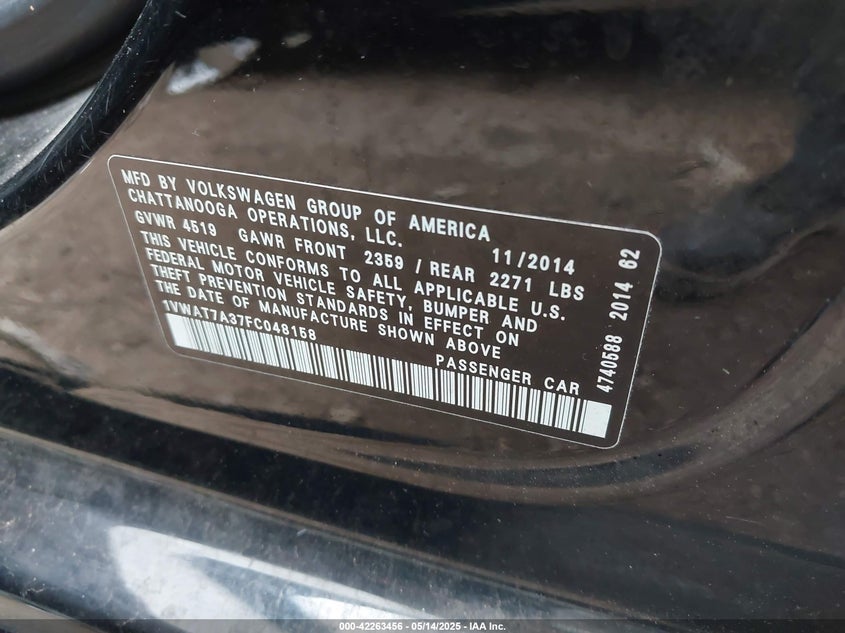 MFD BY VOLKSWAGEN GROUP OF AMERICA
CHATTANOOGA OPERATIONS, LLC.
11/2014
GVWR 4519 GAWR FRONT 2359 / REAR 2271 LBS
THIS VEHICLE CONFORMS TO ALL APPLICABLE U.S.
FEDERAL MOTOR VEHICLE SAFETY, BUMPER AND
THEFT PREVENTION STANDARDS IN EFFECT ON
THE DATE OF MANUFACTURE SHOWN ABOVE
1VWAT7A37FC048158
PASSENGER CAR
4740588 2014 62
000-42263456 - 05/14/2025 - IAA Inc.